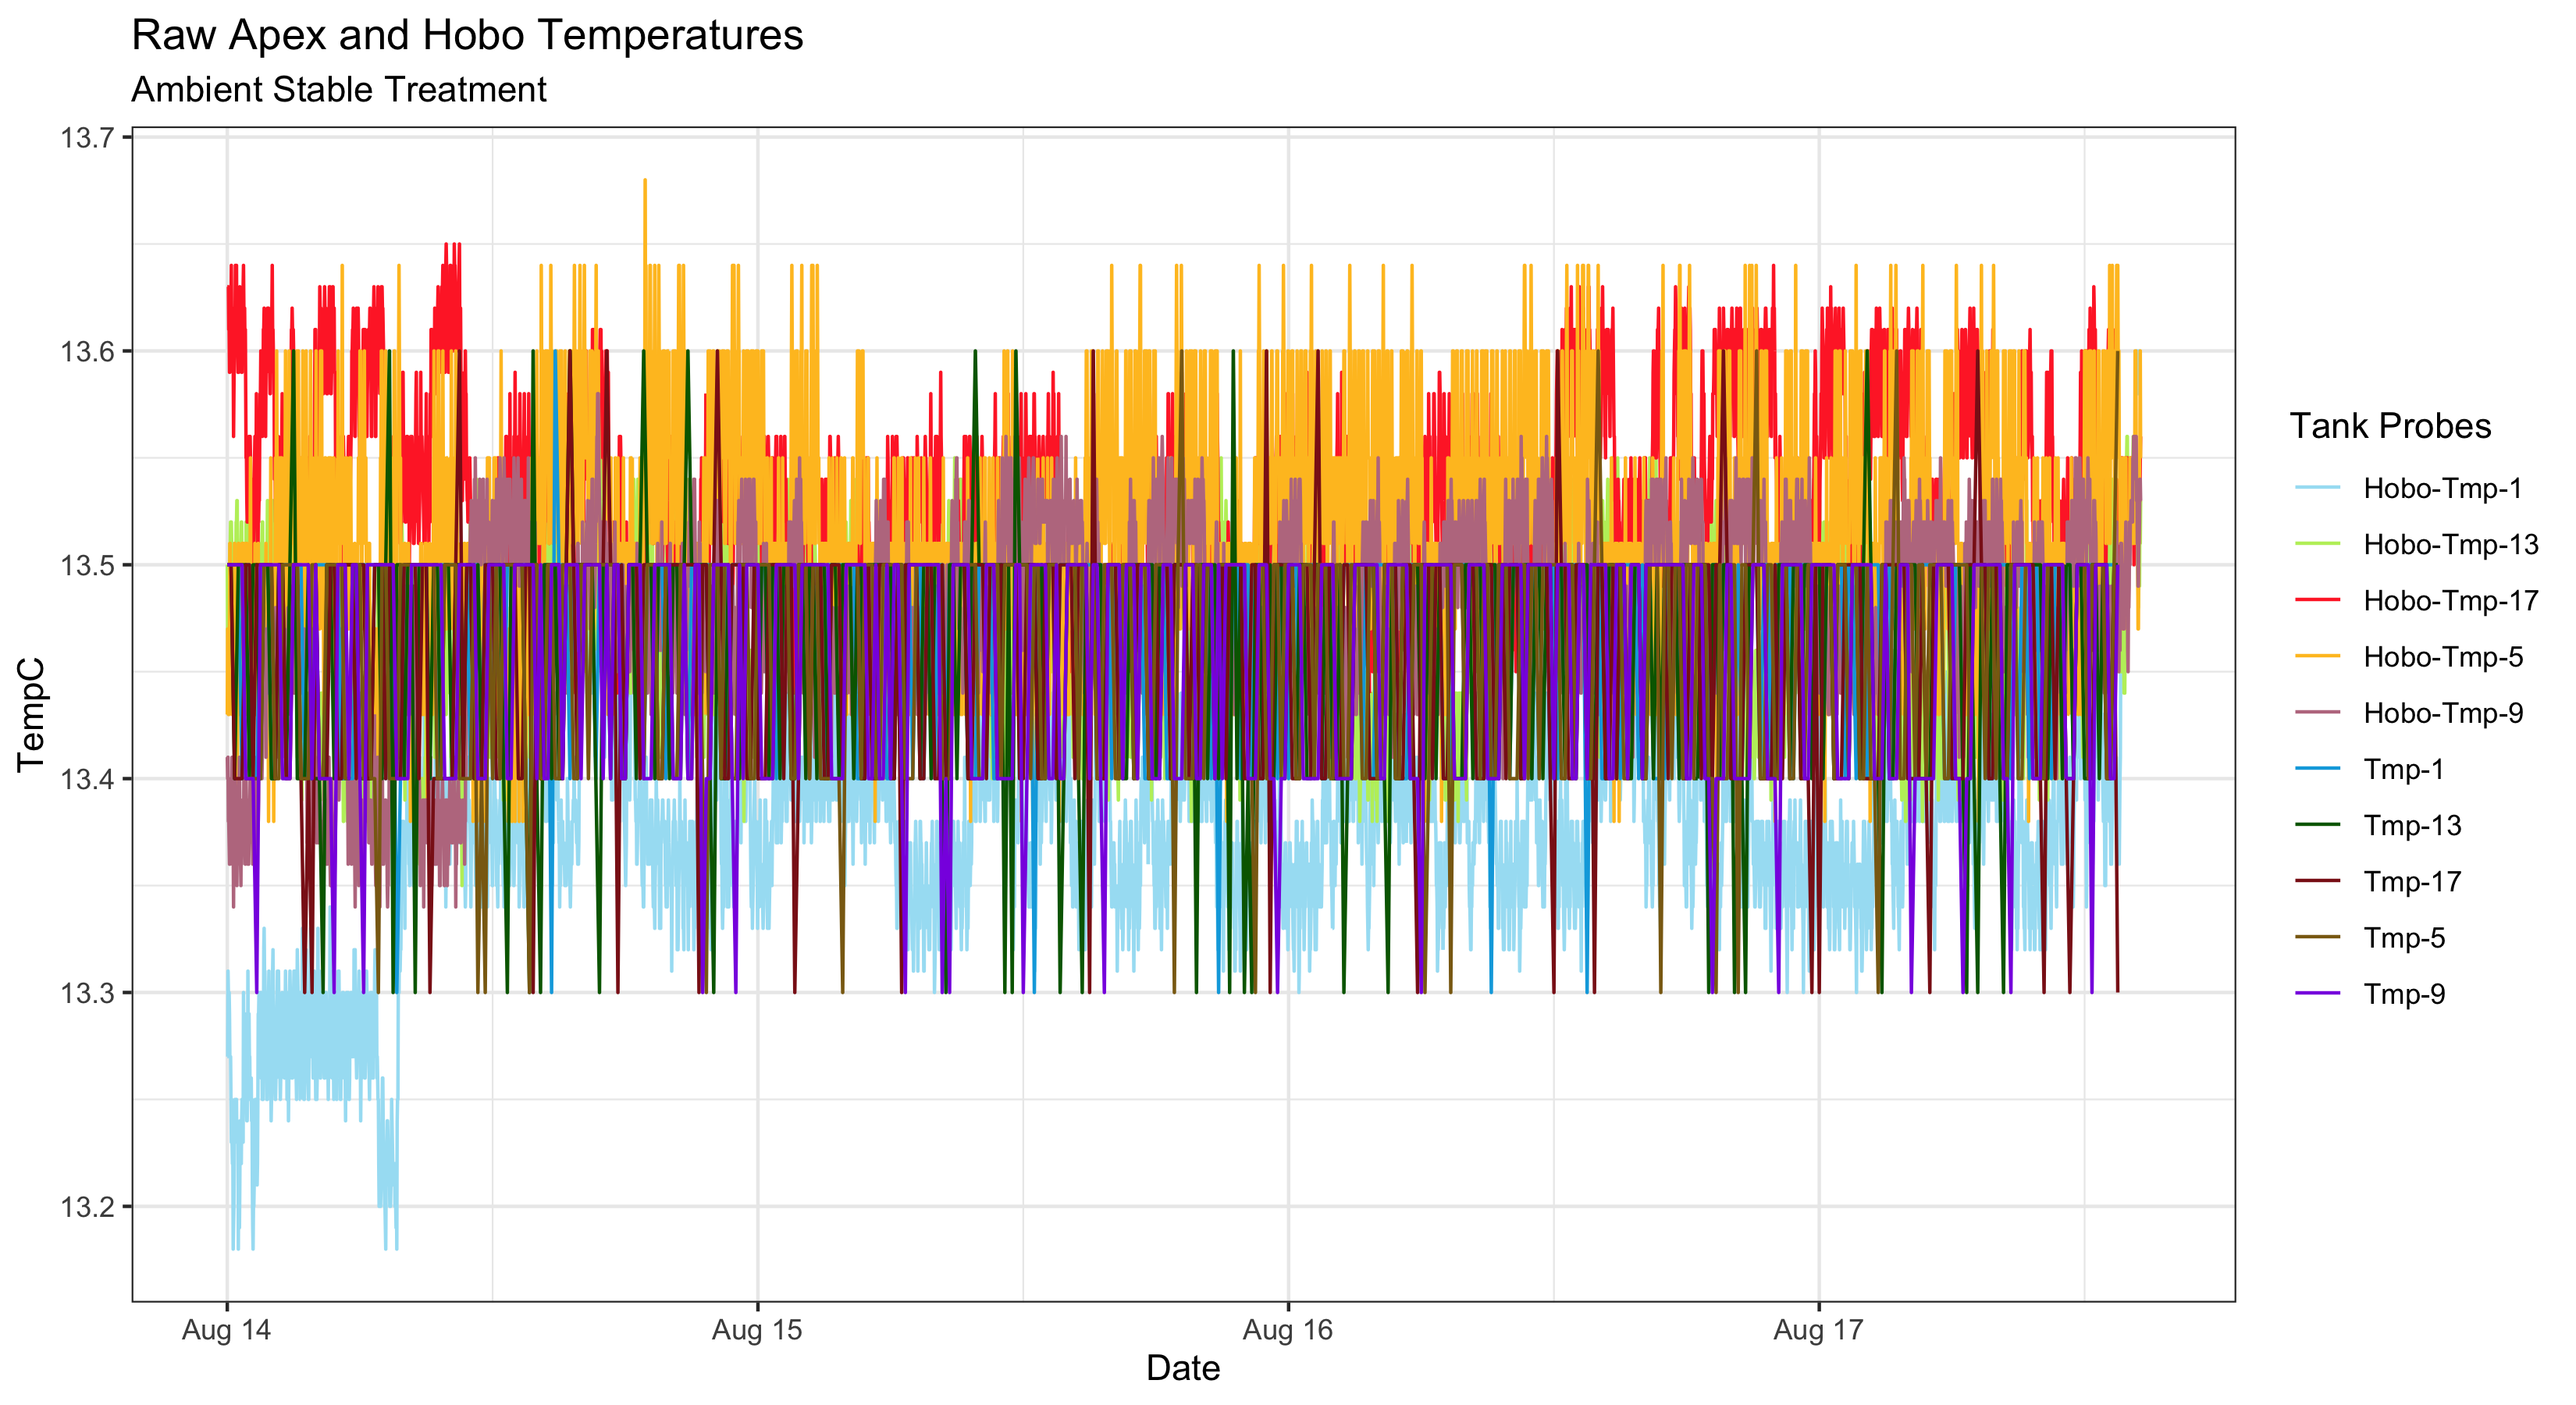 Raw Apex and Hobo Temperatures
Ambient Stable Treatment
13.7
13.6
13.5
13.4
13.3
13.2
TempC
Aug 14
Aug 15
Aug 16
Aug 17
Date
Tank Probes
Hobo-Tmp-1
Hobo-Tmp-13
Hobo-Tmp-17
Hobo-Tmp-5
Hobo-Tmp-9
Tmp-1
Tmp-13
Tmp-17
Tmp-5
Tmp-9